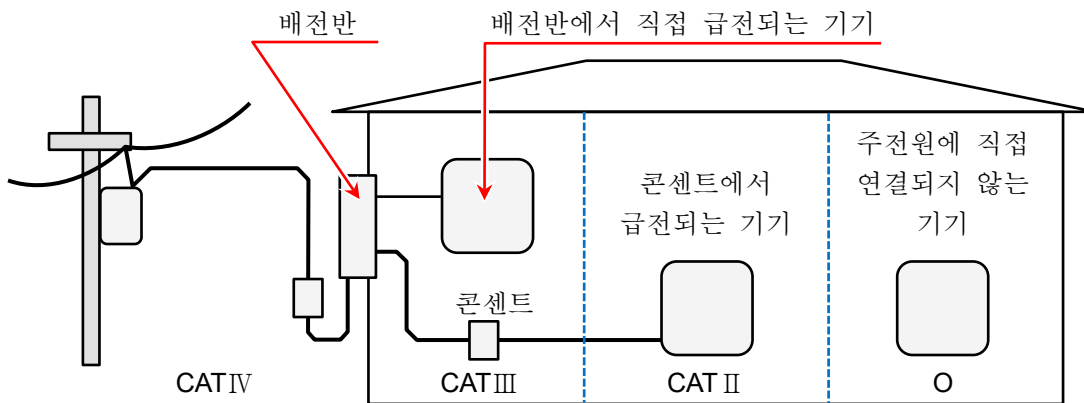 배전반
배전반에서 직접 급전되는 기기
주전원에 직접
연결되지 않는
기기
콘센트에서
급전되는 기기
콘센트
CATⅣ
CATⅢ
CATⅡ
O